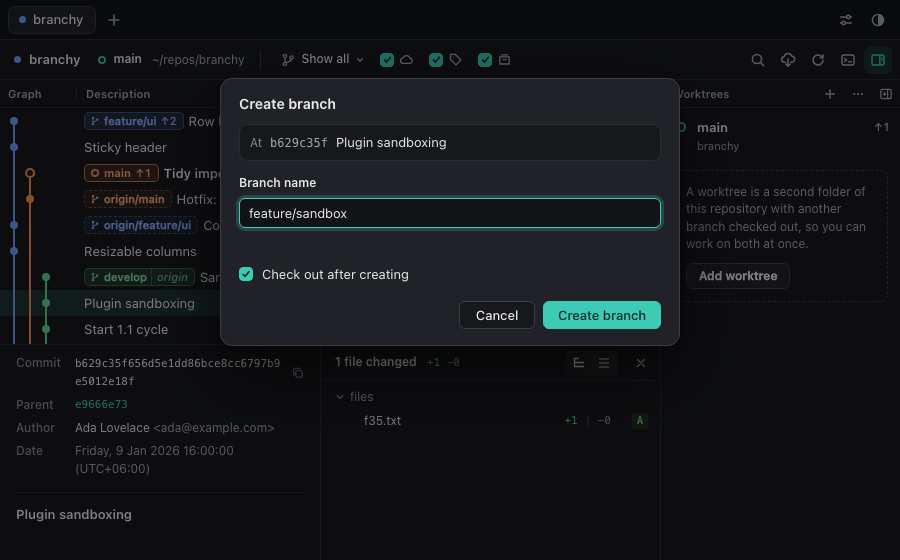 branchy
branchy
main
~/repos/branchy
Show all
Graph
Description
Worktrees
feature/ui ↑2
Row
Sticky header
main ↑1
Tidy impo
origin/main
Hotfix:
origin/feature/ui
Co
Resizable columns
develop
origin
San
Plugin sandboxing
Start 1.1 cycle
Create branch
At b629c35f Plugin sandboxing
Branch name
feature/sandbox
Check out after creating
Cancel
Create branch
main
↑1
branchy
A worktree is a second folder of
this repository with another
branch checked out, so you can
work on both at once.
Add worktree
Commit
b629c35f656d5e1dd86bce8cc6797b9
e5012e18f
Parent
e9666e73
Author
Ada Lovelace <ada@example.com>
Date
Friday, 9 Jan 2026 16:00:00
(UTC+06:00)
Plugin sandboxing
1 file changed
+1 −0
files
f35.txt
+1
−0
A